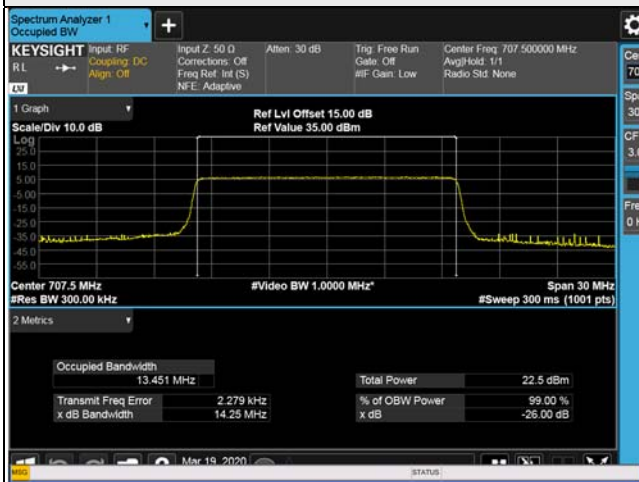 Spectrum Analyzer 1
Occupied BW
KEYSIGHT Input: RF Input Z: 50 Ω Atten: 30 dB Trig: Free Run Center Freq: 707.500000 MHz
RL Coupling: DC Corrections: Off Gate: Off Avg|Hold: 1/1
Align: Off Freq Ref: Int (S) #IF Gain: Low Radio Std: None
LXI NFE: Adaptive
1 Graph Ref Lvl Offset 15.00 dB
Scale/Div 10.0 dB Ref Value 35.00 dBm
Log
25.0
15.0
5.00
-5.00
-15.0
-25.0
-35.0
-45.0
-55.0
Center 707.5 MHz #Video BW 1.0000 MHz* Span 30 MHz
#Res BW 300.00 kHz #Sweep 300 ms (1001 pts)
2 Metrics
Occupied Bandwidth
13.451 MHz Total Power 22.5 dBm
Transmit Freq Error 2.279 kHz % of OBW Power 99.00 %
x dB Bandwidth 14.25 MHz x dB -26.00 dB
Mar 19, 2020
MSG STATUS